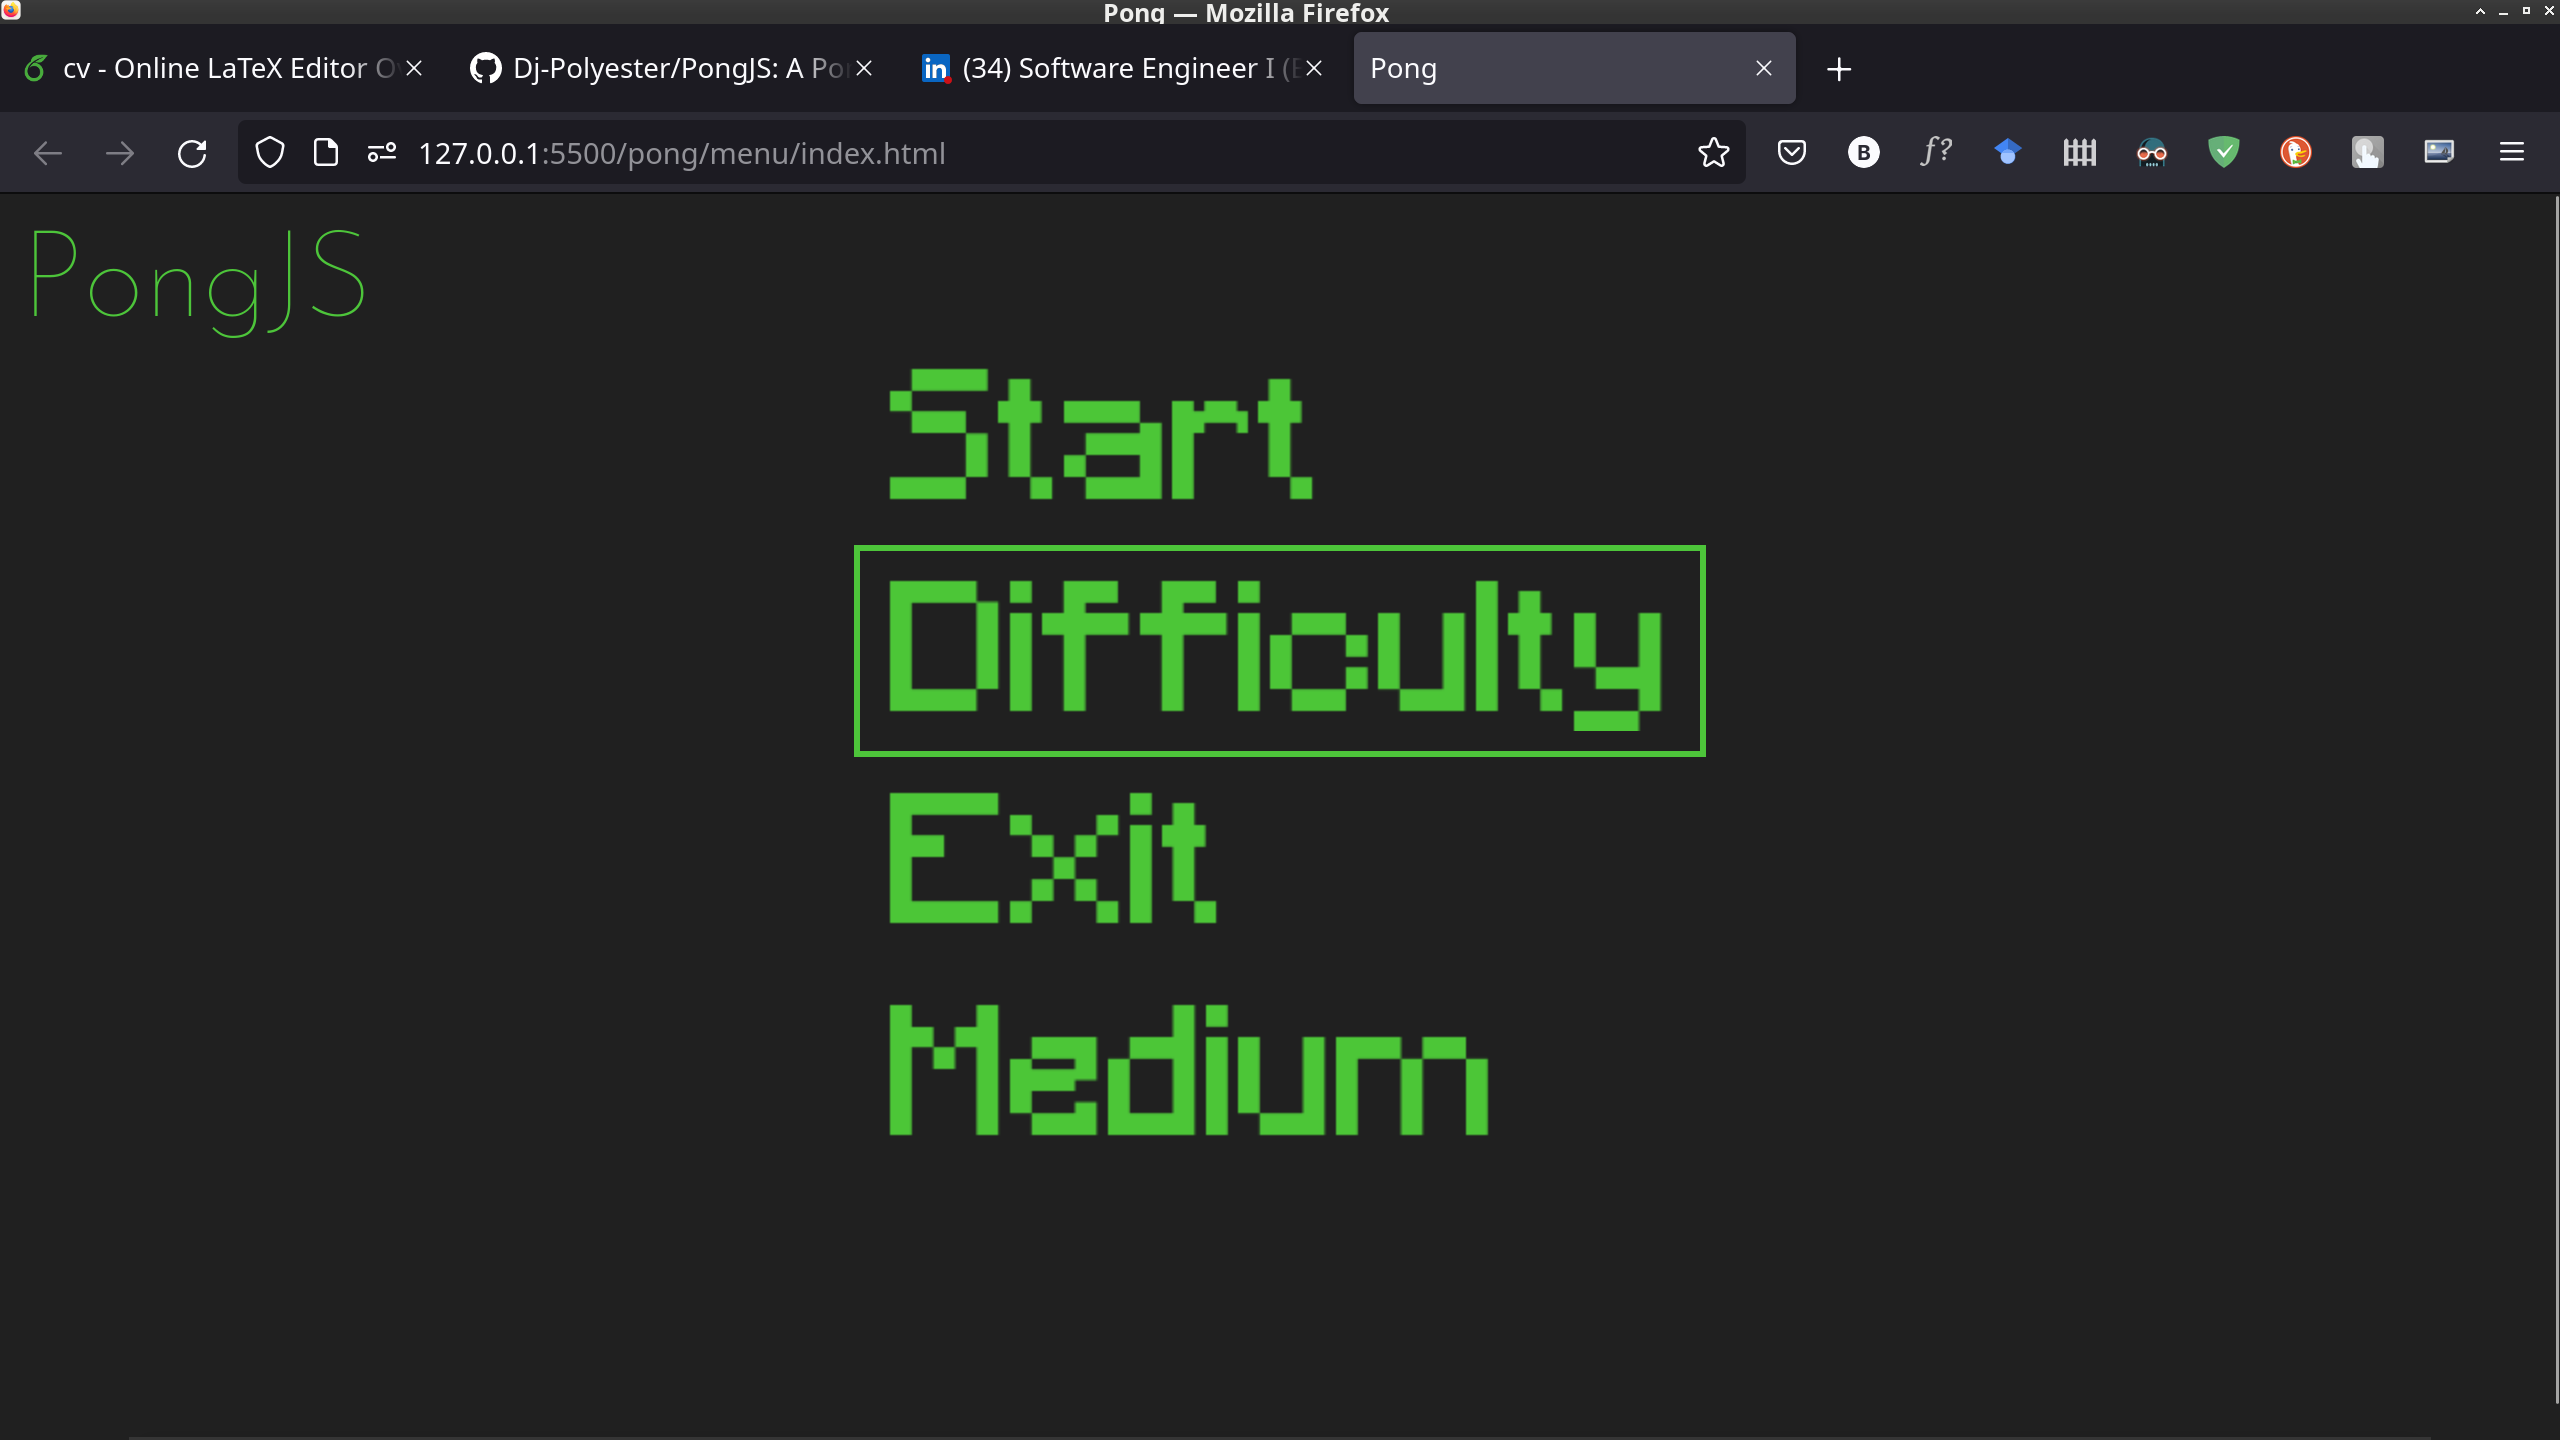 Pong — Mozilla Firefox
cv - Online LaTeX Editor
Dj-Polyester/PongJS: A
(34) Software Engineer I
Pong
127.0.0.1:5500/pong/menu/index.html
B
f?
PongJS
Start
Difficulty
Exit
Medium